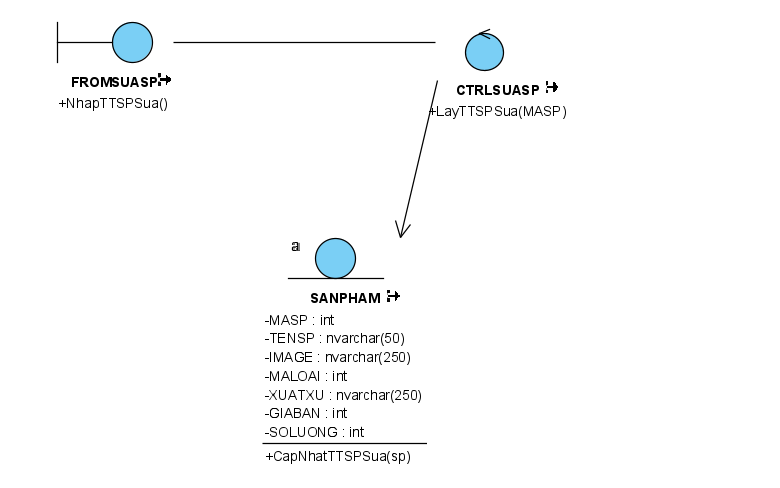 FROMSUASP
+NhapTTSPSua()
CTRLSUASP
+LayTTSPSua(MASP)
a
SANPHAM
-MASP : int
-TENSP : nvarchar(50)
-IMAGE : nvarchar(250)
-MALOAI : int
-XUATXU : nvarchar(250)
-GIABAN : int
-SOLUONG : int
+CapNhatTTSPSua(sp)